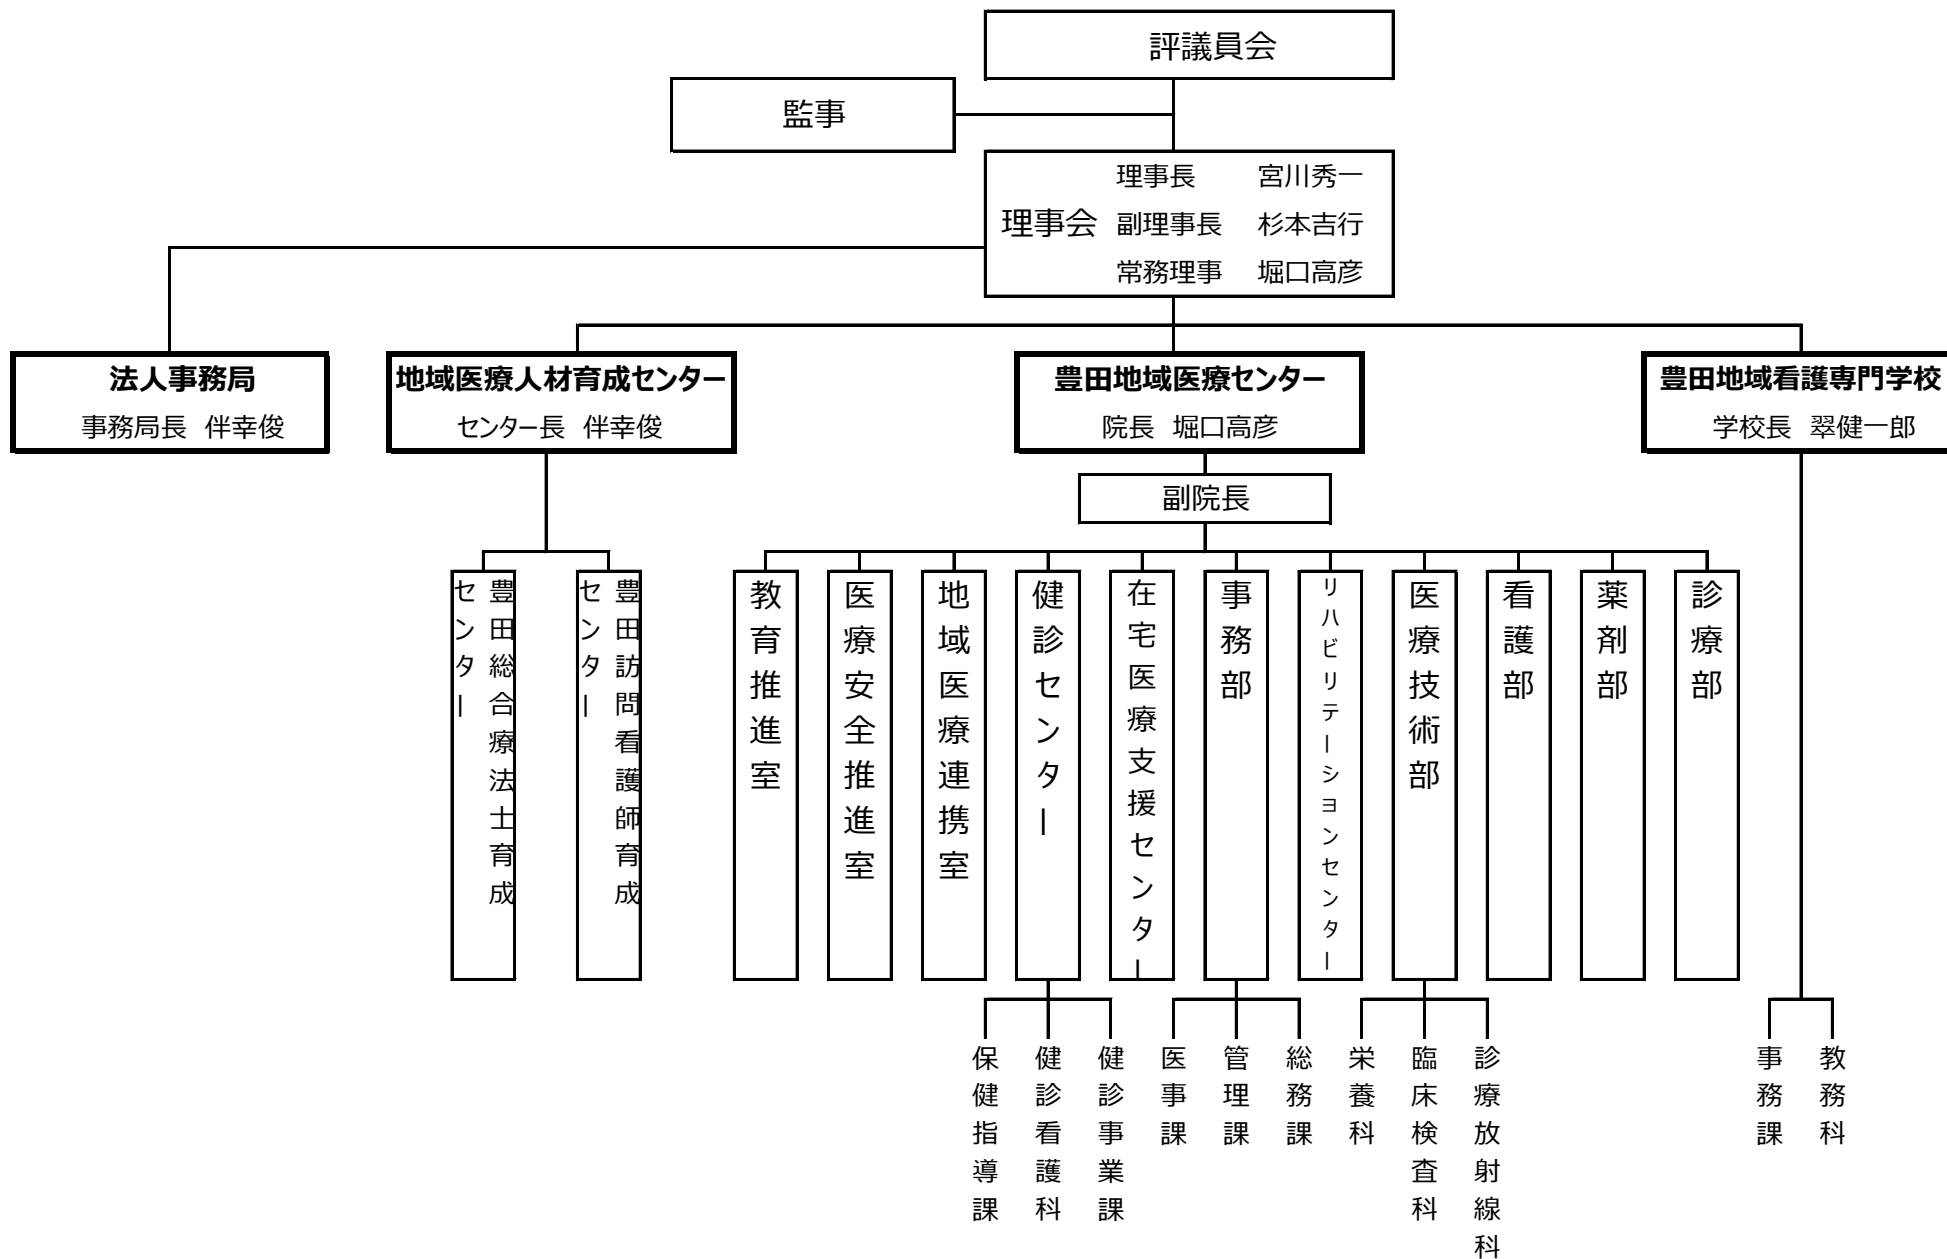 評議員会
監事
理事長 宮川秀一
理事会 副理事長 杉本吉行
常務理事 堀口高彦
法人事務局
事務局長 伴幸俊
地域医療人材育成センター
センター長 伴幸俊
豊田地域医療センター
院長 堀口高彦
豊田地域看護専門学校
学校長 翠健一郎
副院長
豊田総合療法士育成
センター
豊田訪問看護師育成
センター
教育推進室
医療安全推進室
地域医療連携室
健診センター
在宅医療支援センター
事務部
リハビリテーションセンター
医療技術部
看護部
薬剤部
診療部
保健指導課
健診看護科
健診事業課
医事課
管理課
総務課
栄養科
臨床検査科
診療放射線科
事務課
教務科